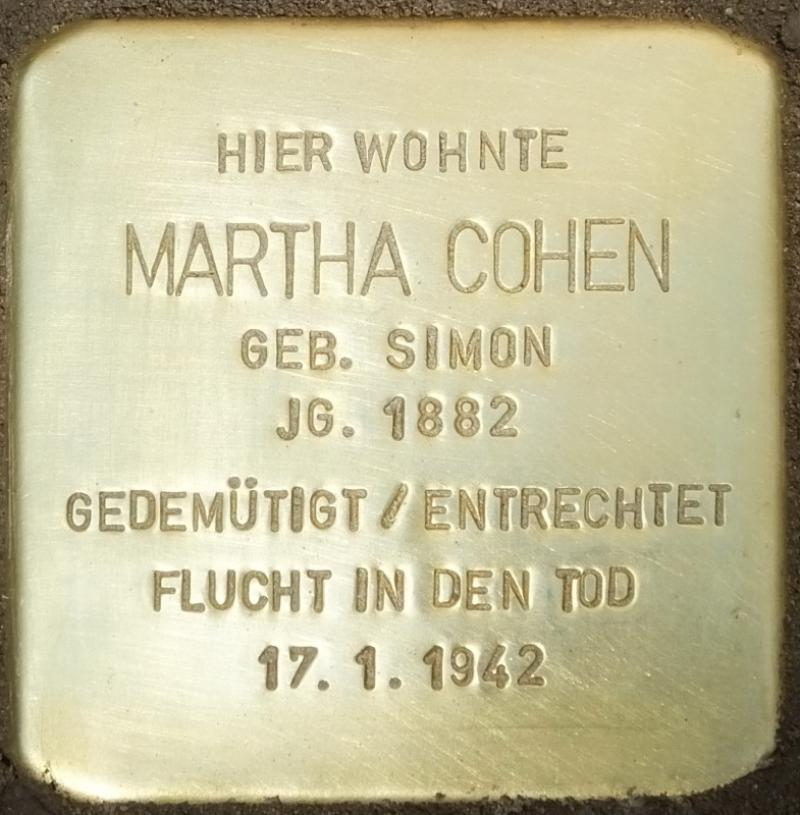 HIER WOHNTE
MARTHA COHEN
GEB. SIMON
JG. 1882
GEDEMÜTIGT / ENTRECHTET
FLUCHT IN DEN TOD
17. 1. 1942